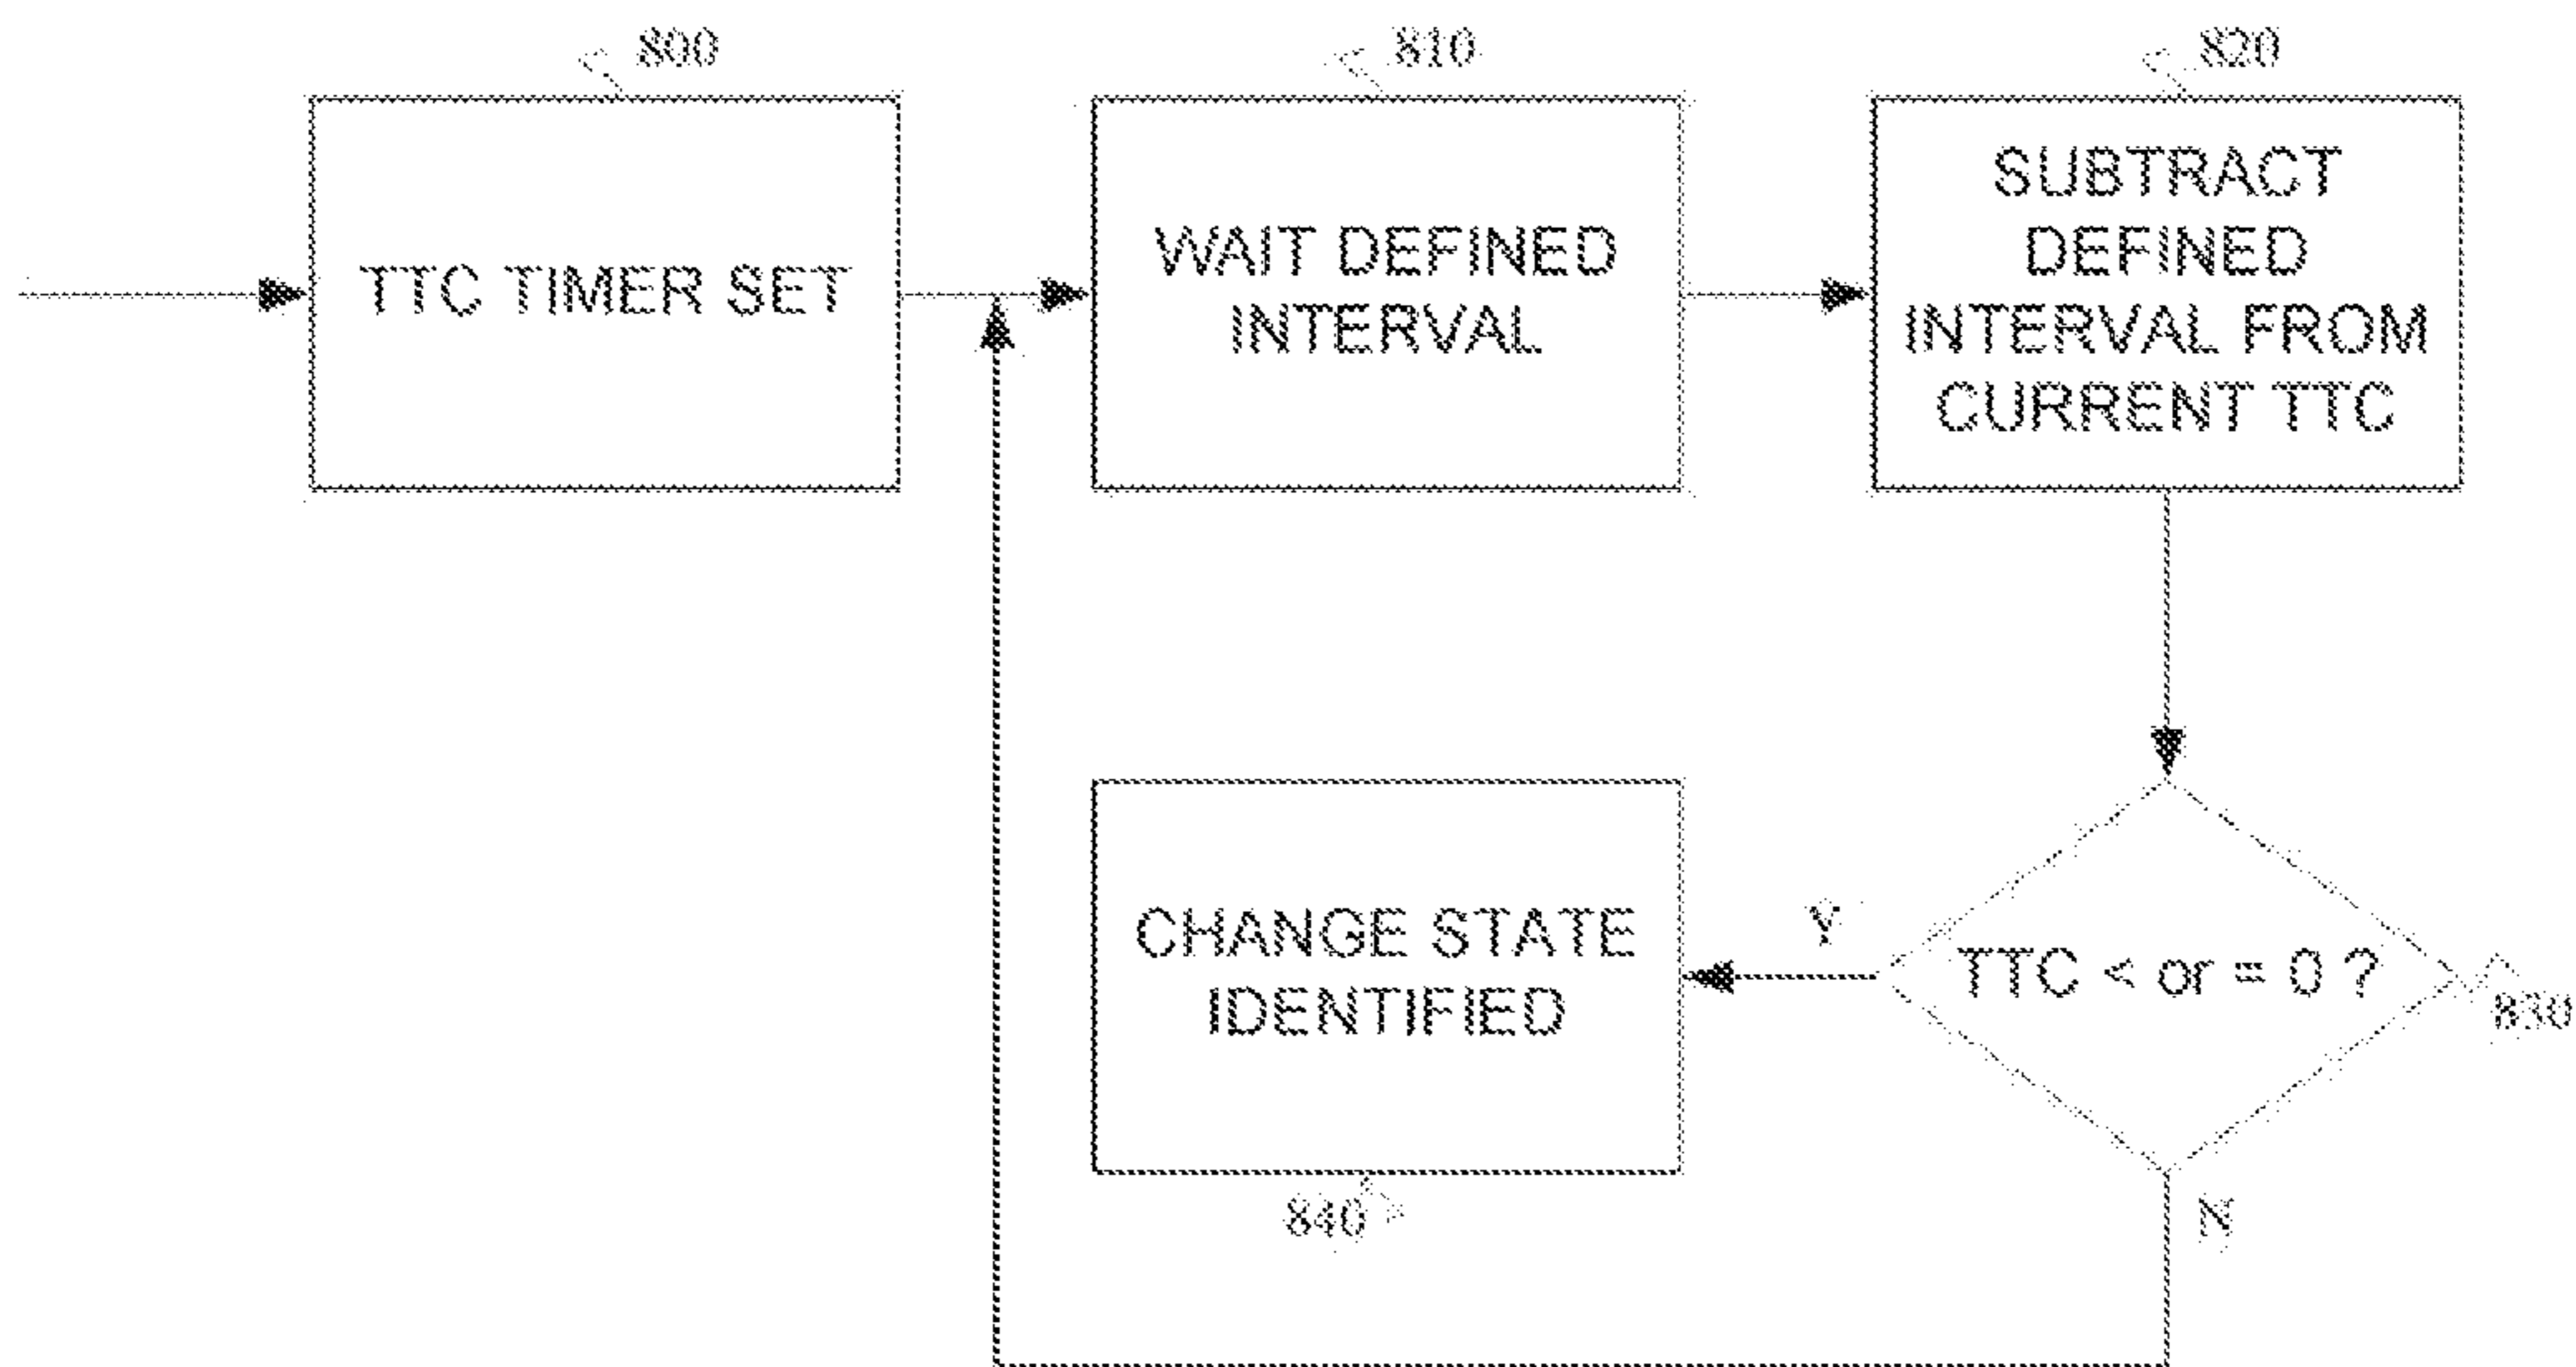 800
TTC TIMER SET
810
WAIT DEFINED
INTERVAL
820
SUBTRACT
DEFINED
INTERVAL FROM
CURRENT TTC
TTC < or = 0 ?
830
Y
N
CHANGE STATE
IDENTIFIED
840